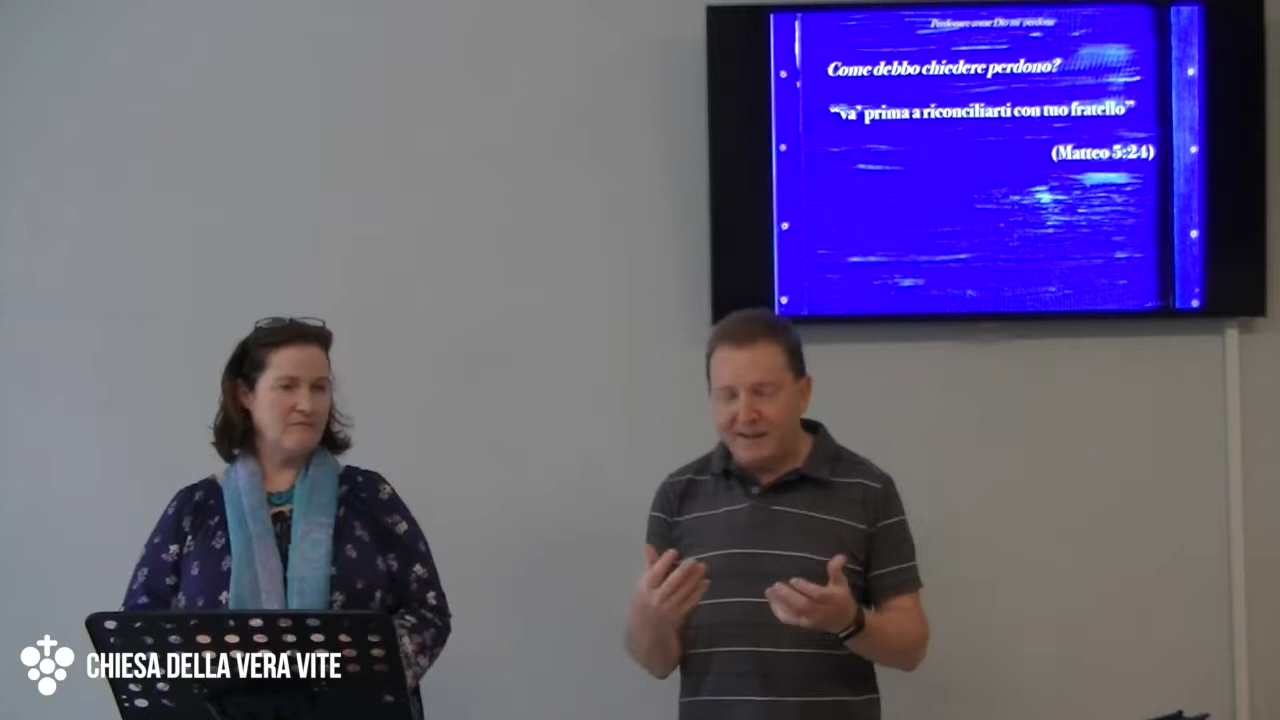 Perdonare come Dio mi perdona
Come debbo chiedere perdono?
“va’ prima a riconciliarti con tuo fratello”
(Matteo 5:24)
CHIESA DELLA VERA VITE